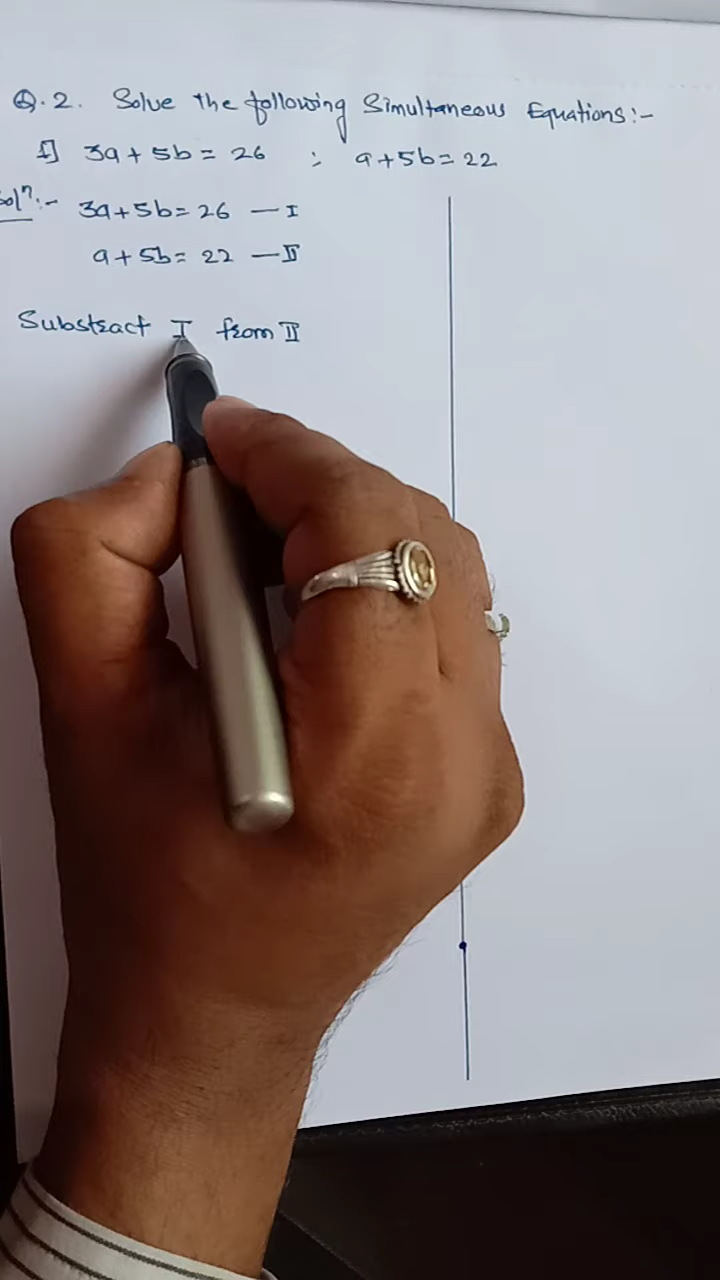 Q.2. Solve the following Simultaneous Equations:-
1] 3a + 5b = 26 ; a + 5b = 22
Solⁿ:- 3a + 5b = 26 — I
a + 5b = 22 — II
Substract I from II